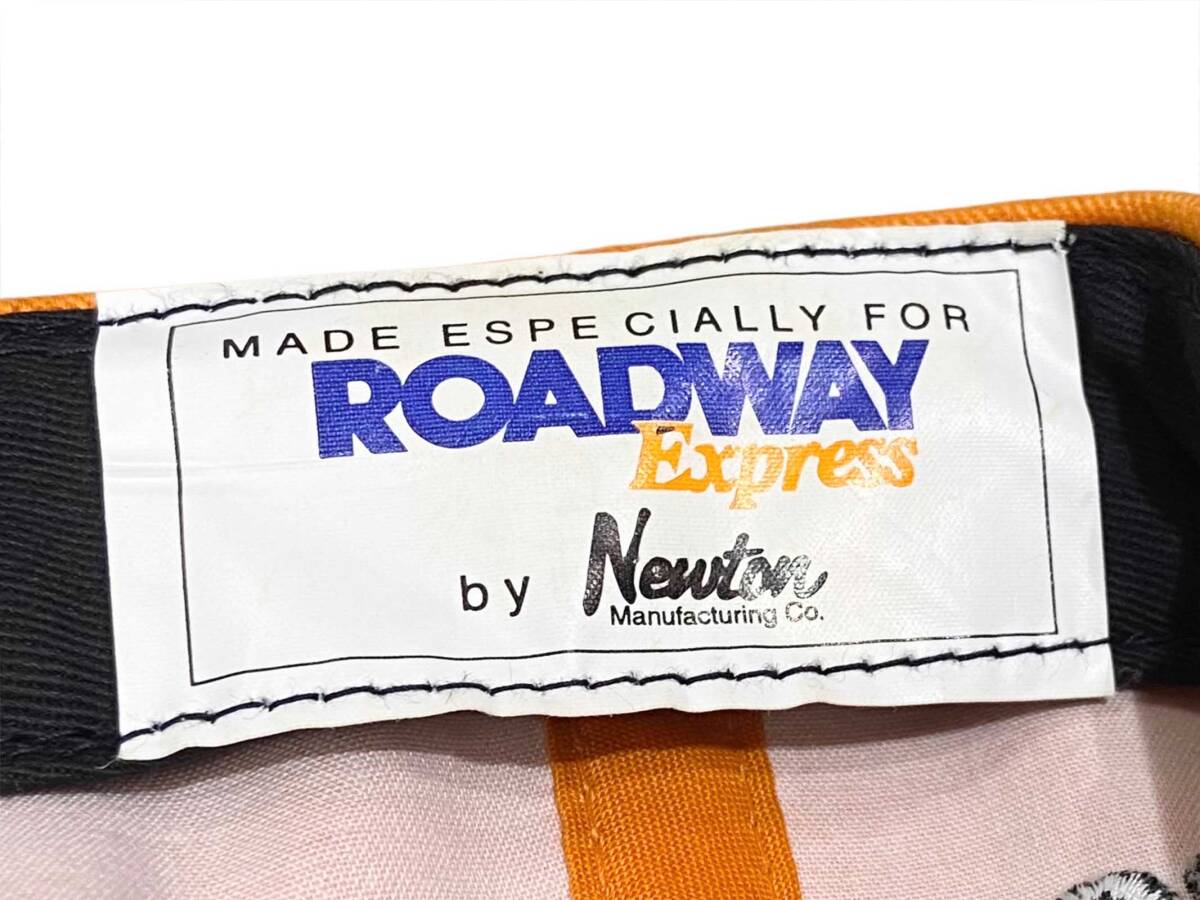 MADE ESPECIALLY FOR
ROADWAY
Express
by Newton
Manufacturing Co.